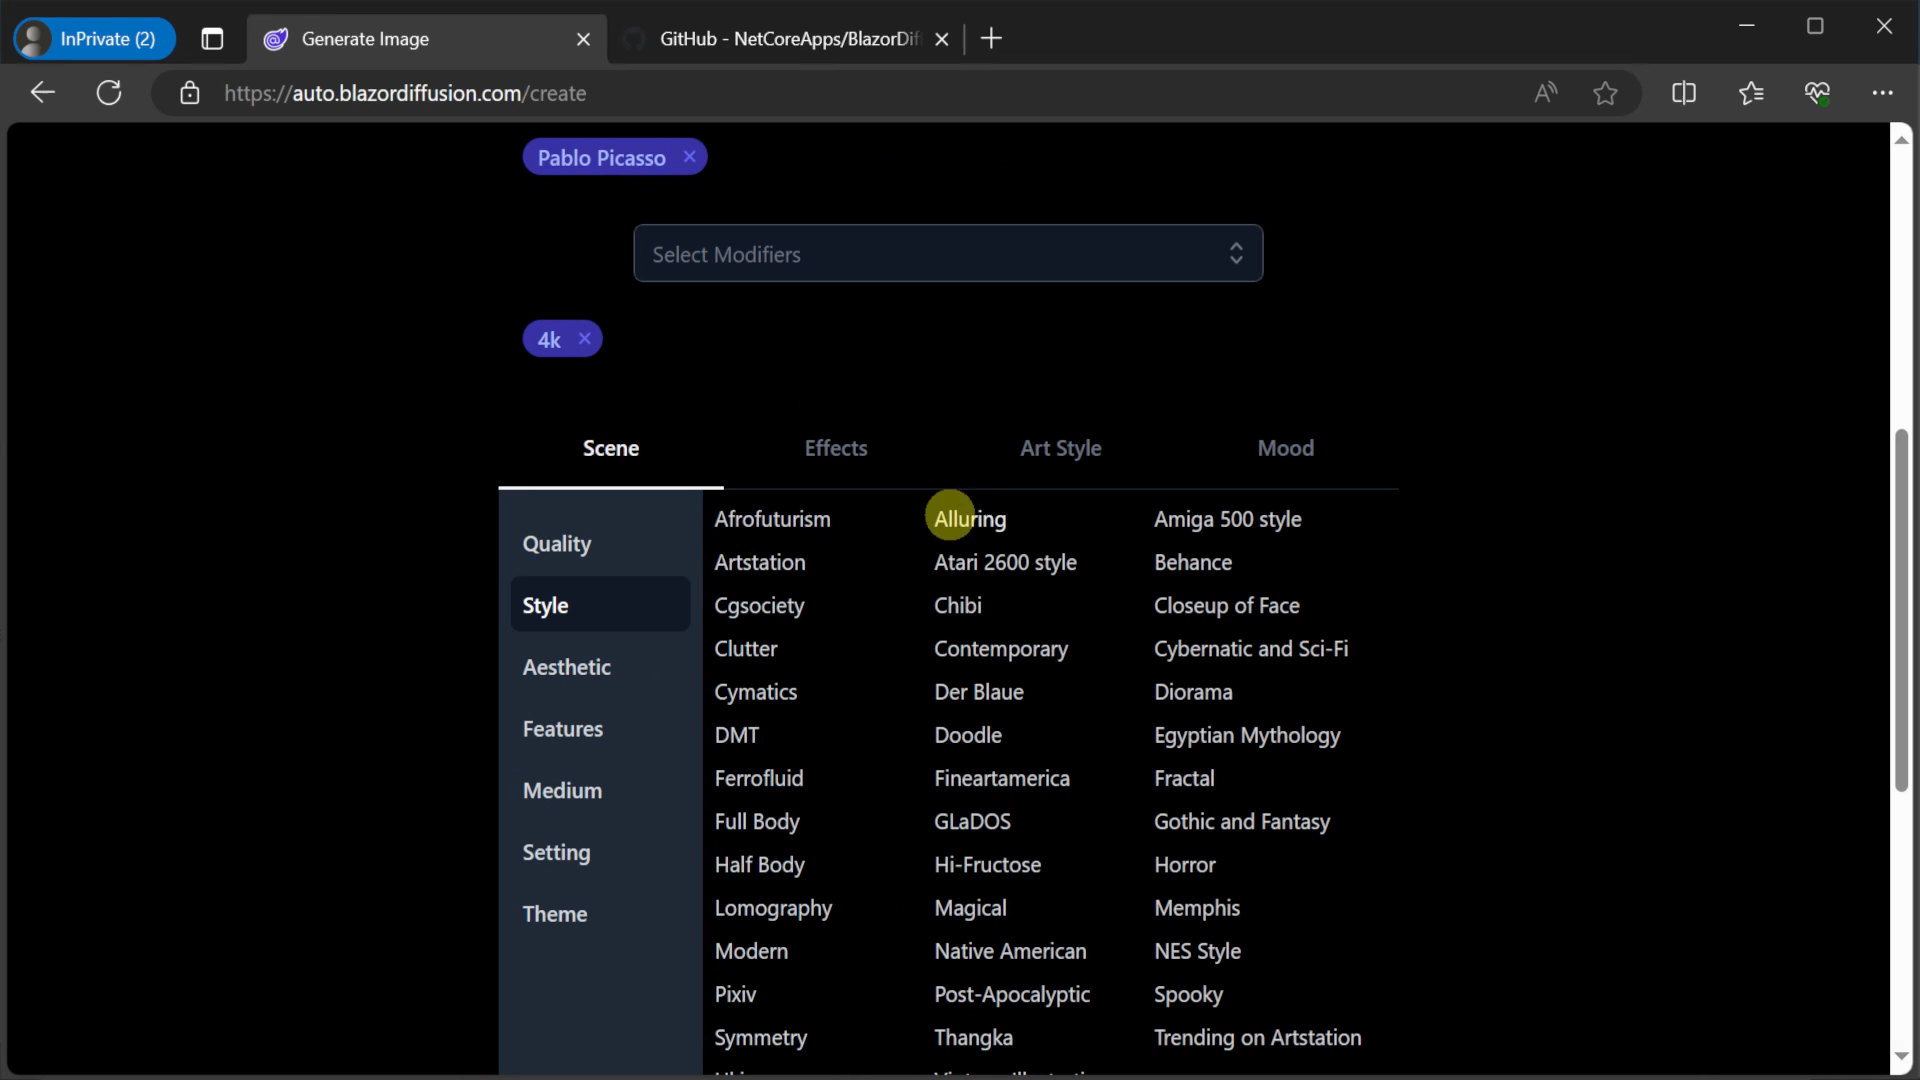 InPrivate (2)
Generate Image
GitHub - NetCoreApps/BlazorDif
https://auto.blazordiffusion.com/create
Pablo Picasso
Select Modifiers
4k
Scene Effects Art Style Mood
Quality
Style
Aesthetic
Features
Medium
Setting
Theme
Afrofuturism Alluring Amiga 500 style
Artstation Atari 2600 style Behance
Cgsociety Chibi Closeup of Face
Clutter Contemporary Cybernatic and Sci-Fi
Cymatics Der Blaue Diorama
DMT Doodle Egyptian Mythology
Ferrofluid Fineartamerica Fractal
Full Body GLaDOS Gothic and Fantasy
Half Body Hi-Fructose Horror
Lomography Magical Memphis
Modern Native American NES Style
Pixiv Post-Apocalyptic Spooky
Symmetry Thangka Trending on Artstation